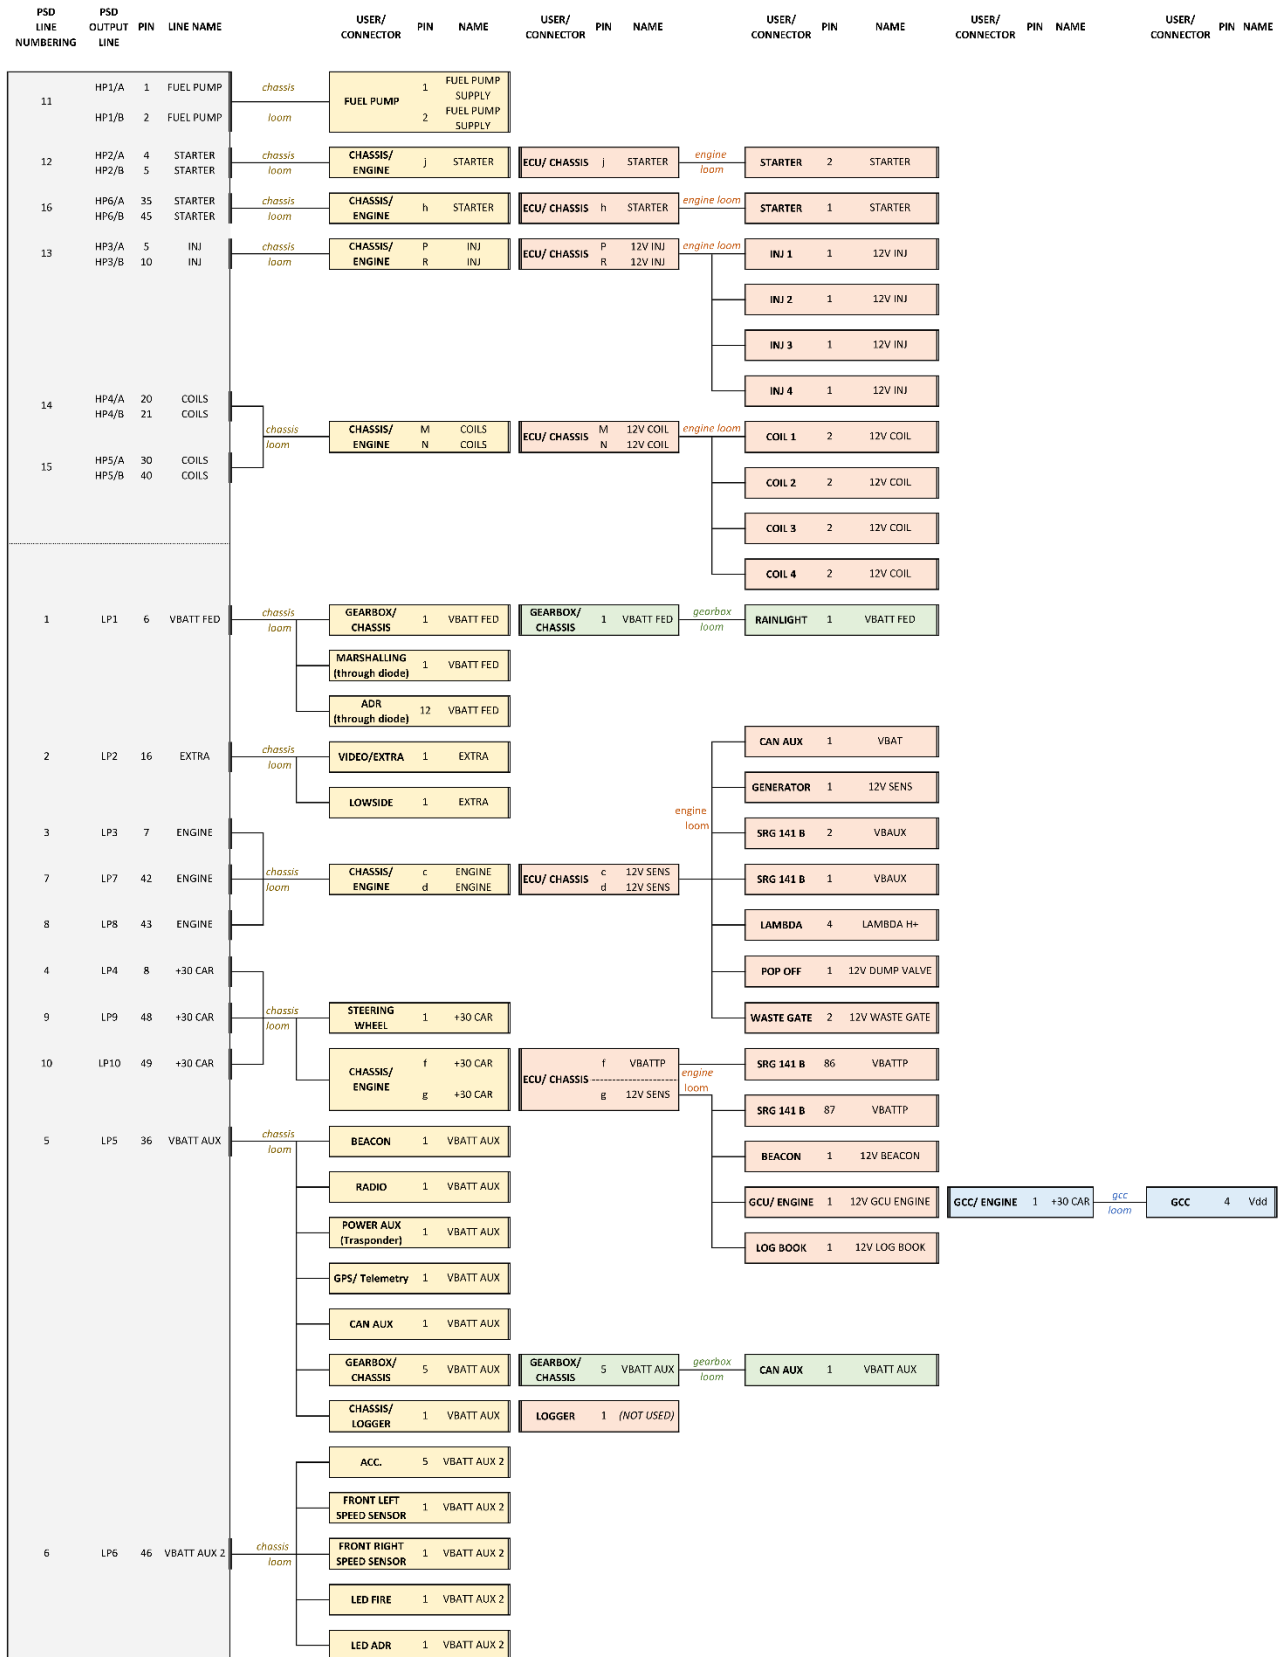 PSD LINE NUMBERING PSD OUTPUT LINE PIN LINE NAME USER/ CONNECTOR PIN NAME USER/ CONNECTOR PIN NAME USER/ CONNECTOR PIN NAME USER/ CONNECTOR PIN NAME USER/ CONNECTOR PIN NAME
11
HP1/A 1 FUEL PUMP
HP1/B 2 FUEL PUMP
chassis
loom
FUEL PUMP
1 FUEL PUMP SUPPLY
2 FUEL PUMP SUPPLY
12
HP2/A 4 STARTER
HP2/B 5 STARTER
chassis
loom
CHASSIS/ ENGINE j STARTER
ECU/ CHASSIS j STARTER
engine
loom
STARTER 2 STARTER
16
HP6/A 35 STARTER
HP6/B 45 STARTER
chassis
loom
CHASSIS/ ENGINE h STARTER
ECU/ CHASSIS h STARTER
engine loom
STARTER 1 STARTER
13
HP3/A 5 INJ
HP3/B 10 INJ
chassis
loom
CHASSIS/ ENGINE
P INJ
R INJ
ECU/ CHASSIS
P 12V INJ
R 12V INJ
engine loom
INJ 1 1 12V INJ
INJ 2 1 12V INJ
INJ 3 1 12V INJ
INJ 4 1 12V INJ
14
HP4/A 20 COILS
HP4/B 21 COILS
15
HP5/A 30 COILS
HP5/B 40 COILS
chassis
loom
CHASSIS/ ENGINE
M COILS
N COILS
ECU/ CHASSIS
M 12V COIL
N 12V COIL
engine loom
COIL 1 2 12V COIL
COIL 2 2 12V COIL
COIL 3 2 12V COIL
COIL 4 2 12V COIL
1 LP1 6 VBATT FED
chassis
loom
GEARBOX/ CHASSIS 1 VBATT FED
GEARBOX/ CHASSIS 1 VBATT FED
gearbox
loom
RAINLIGHT 1 VBATT FED
MARSHALLING (through diode) 1 VBATT FED
ADR (through diode) 12 VBATT FED
2 LP2 16 EXTRA
chassis
loom
VIDEO/EXTRA 1 EXTRA
LOWSIDE 1 EXTRA
3 LP3 7 ENGINE
7 LP7 42 ENGINE
8 LP8 43 ENGINE
chassis
loom
CHASSIS/ ENGINE
c ENGINE
d ENGINE
ECU/ CHASSIS
c 12V SENS
d 12V SENS
engine
loom
CAN AUX 1 VBAT
GENERATOR 1 12V SENS
SRG 141 B 2 VBAUX
SRG 141 B 1 VBAUX
LAMBDA 4 LAMBDA H+
POP OFF 1 12V DUMP VALVE
WASTE GATE 2 12V WASTE GATE
4 LP4 8 +30 CAR
9 LP9 48 +30 CAR
10 LP10 49 +30 CAR
chassis
loom
STEERING WHEEL 1 +30 CAR
CHASSIS/ ENGINE
f +30 CAR
g +30 CAR
ECU/ CHASSIS
f VBATTP
g 12V SENS
engine
loom
SRG 141 B 86 VBATTP
SRG 141 B 87 VBATTP
BEACON 1 12V BEACON
GCU/ ENGINE 1 12V GCU ENGINE
GCC/ ENGINE 1 +30 CAR
gcc
loom
GCC 4 Vdd
LOG BOOK 1 12V LOG BOOK
5 LP5 36 VBATT AUX
chassis
loom
BEACON 1 VBATT AUX
RADIO 1 VBATT AUX
POWER AUX (Trasponder) 1 VBATT AUX
GPS/ Telemetry 1 VBATT AUX
CAN AUX 1 VBATT AUX
GEARBOX/ CHASSIS 5 VBATT AUX
GEARBOX/ CHASSIS 5 VBATT AUX
gearbox
loom
CAN AUX 1 VBATT AUX
CHASSIS/ LOGGER 1 VBATT AUX
LOGGER 1 (NOT USED)
6 LP6 46 VBATT AUX 2
chassis
loom
ACC. 5 VBATT AUX 2
FRONT LEFT SPEED SENSOR 1 VBATT AUX 2
FRONT RIGHT SPEED SENSOR 1 VBATT AUX 2
LED FIRE 1 VBATT AUX 2
LED ADR 1 VBATT AUX 2